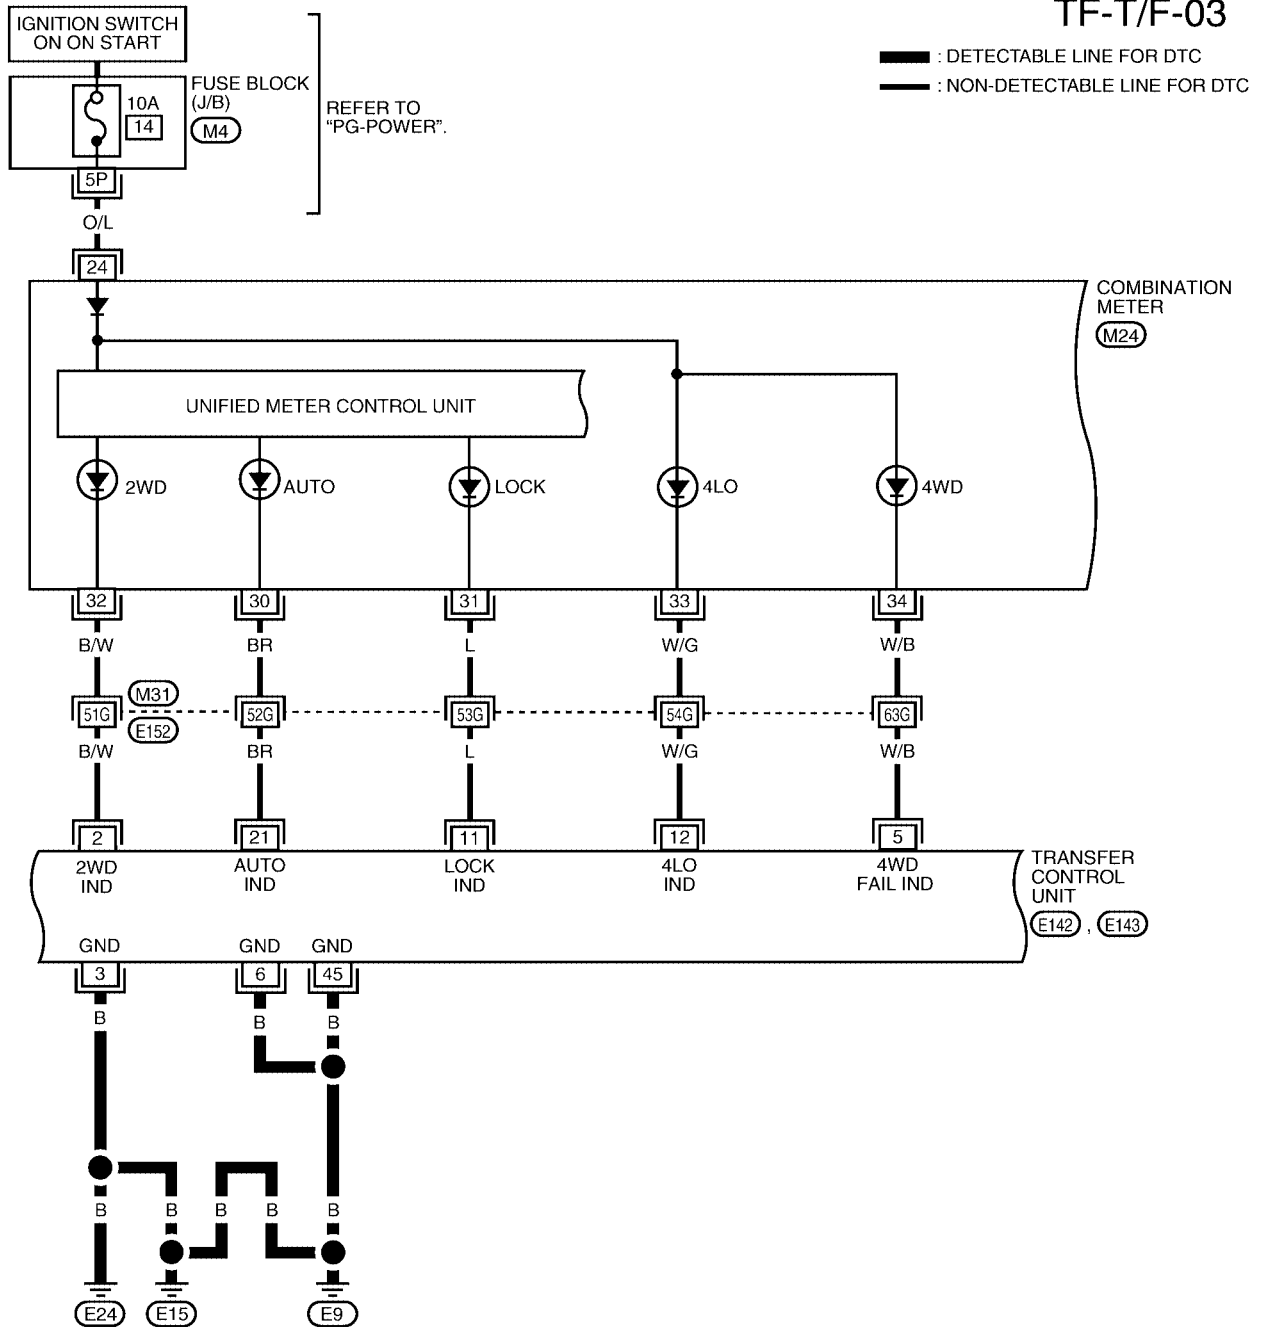 TF-T/F-03
IGNITION SWITCH
ON OR START
: DETECTABLE LINE FOR DTC
: NON-DETECTABLE LINE FOR DTC
FUSE BLOCK
(J/B)
M4
10A
14
REFER TO
"PG-POWER".
5P
O/L
24
COMBINATION
METER
M24
UNIFIED METER CONTROL UNIT
2WD
AUTO
LOCK
4LO
4WD
32 30 31 33 34
B/W BR L W/G W/B
M31
51G 52G 53G 54G 63G
E152
B/W BR L W/G W/B
2 21 11 12 5
2WD
IND
AUTO
IND
LOCK
IND
4LO
IND
4WD
FAIL IND
TRANSFER
CONTROL
UNIT
E142 , E143
GND GND GND
3 6 45
B B B
B B B B B
E24 E15 E9